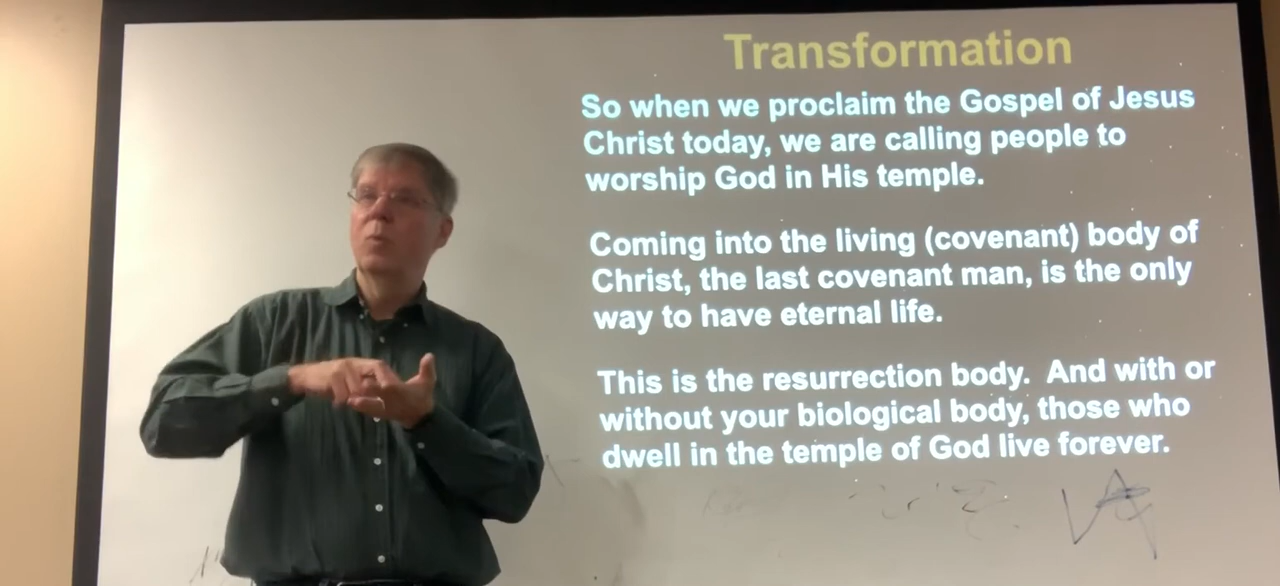 Transformation
So when we proclaim the Gospel of Jesus
Christ today, we are calling people to
worship God in His temple.
Coming into the living (covenant) body of
Christ, the last covenant man, is the only
way to have eternal life.
This is the resurrection body. And with or
without your biological body, those who
dwell in the temple of God live forever.